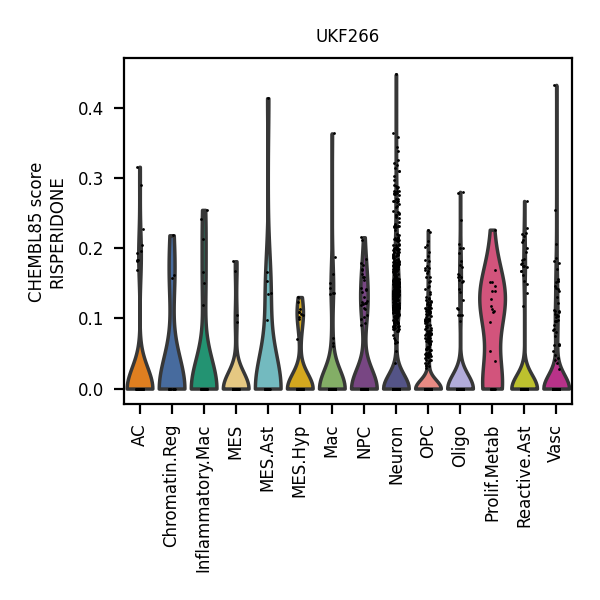 UKF266
CHEMBL85 score
RISPERIDONE
0.4
0.3
0.2
0.1
0.0
AC
Chromatin.Reg
Inflammatory.Mac
MES
MES.Ast
MES.Hyp
Mac
NPC
Neuron
OPC
Oligo
Prolif.Metab
Reactive.Ast
Vasc